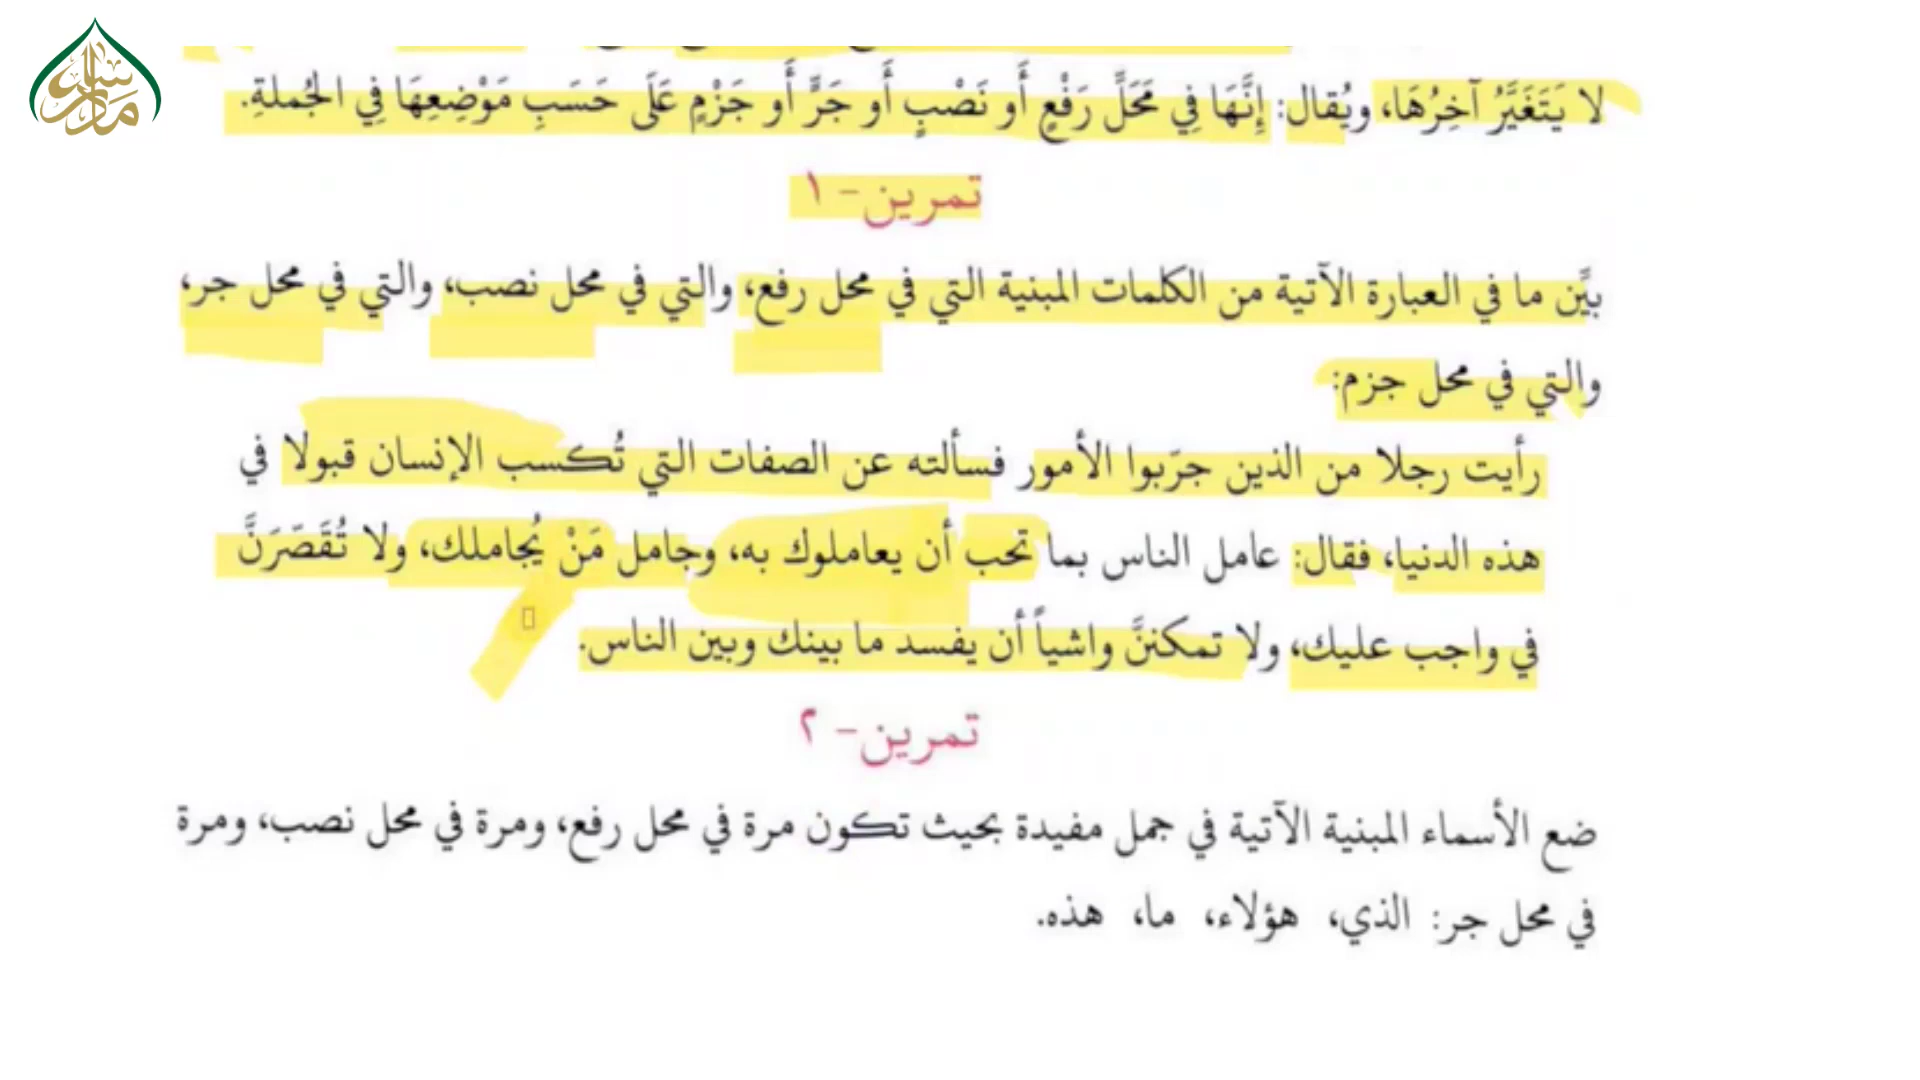 لا يَتَغَيَّرُ آخِرُهَا، ويُقال: إِنَّهَا فِي مَحَلِّ رَفْعٍ أَو نَصْبٍ أَو جَرٍّ أَو جَزْمٍ عَلَى حَسَبِ مَوْضِعِهَا فِي الجُملةِ.
تمرين- ١
بيِّن ما في العبارة الآتية من الكلمات المبنية التي في محل رفع، والتي في محل نصب، والتي في محل جر،
والتي في محل جزم:
رأيت رجلا من الذين جرَبوا الأمور فسألته عن الصفات التي تُكسب الإنسان قبولا في
هذه الدنيا، فقال: عامل الناس بما تحب أن يعاملوك به، وجامل مَنْ يُجاملك، ولا تُقَصّرَنَّ
في واجب عليك، ولا تمكننَّ واشياً أن يفسد ما بينك وبين الناس.
تمرين- ٢
ضع الأسماء المبنية الآتية في جمل مفيدة بحيث تكون مرة في محل رفع، ومرة في محل نصب، ومرة
في محل جر: الذي، هؤلاء، ما، هذه.